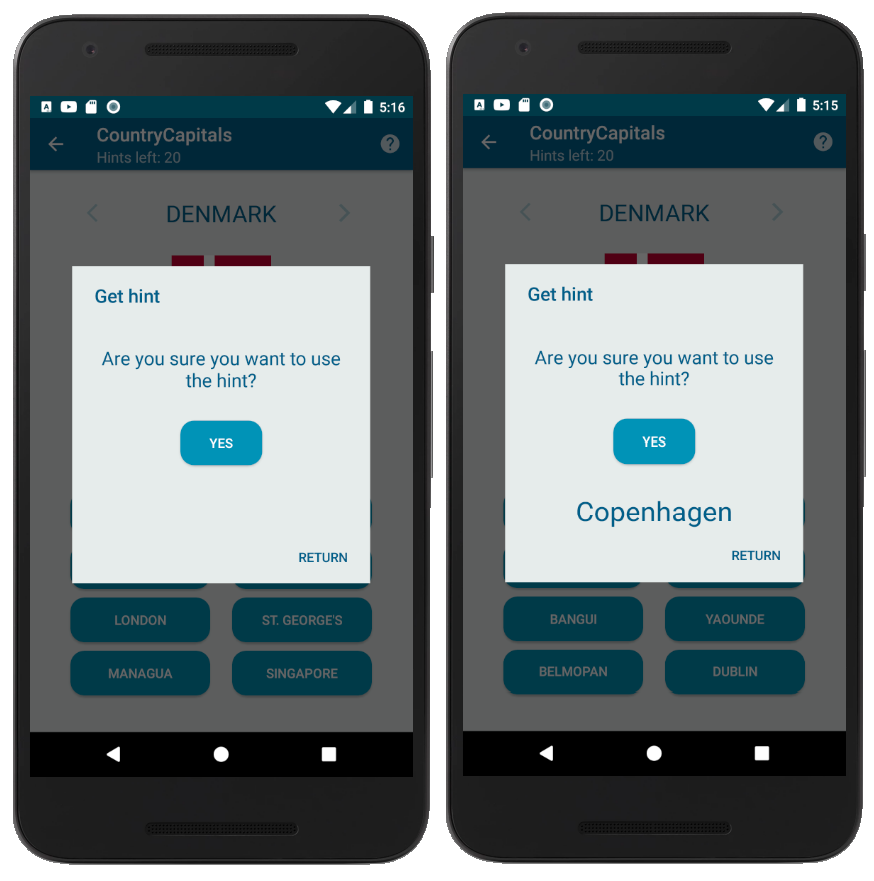 5:16
CountryCapitals
Hints left: 20
DENMARK
Get hint
Are you sure you want to use
the hint?
YES
RETURN
LONDON
ST. GEORGE'S
MANAGUA
SINGAPORE
5:15
CountryCapitals
Hints left: 20
DENMARK
Get hint
Are you sure you want to use
the hint?
YES
Copenhagen
RETURN
BANGUI
YAOUNDE
BELMOPAN
DUBLIN